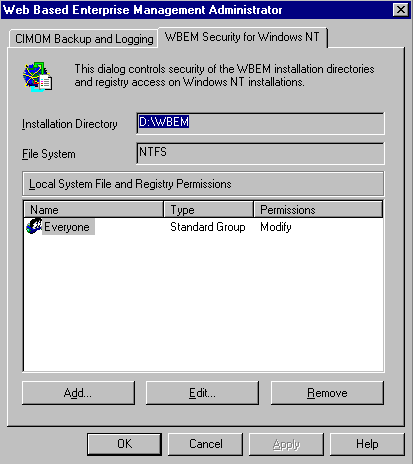 Web Based Enterprise Management Administrator
CIMOM Backup and Logging
WBEM Security for Windows NT
This dialog controls security of the WBEM installation directories
and registry access on Windows NT installations.
Installation Directory
D:\WBEM
File System
NTFS
Local System File and Registry Permissions
Name Type Permissions
Everyone Standard Group Modify
Add... Edit... Remove
OK Cancel Apply Help